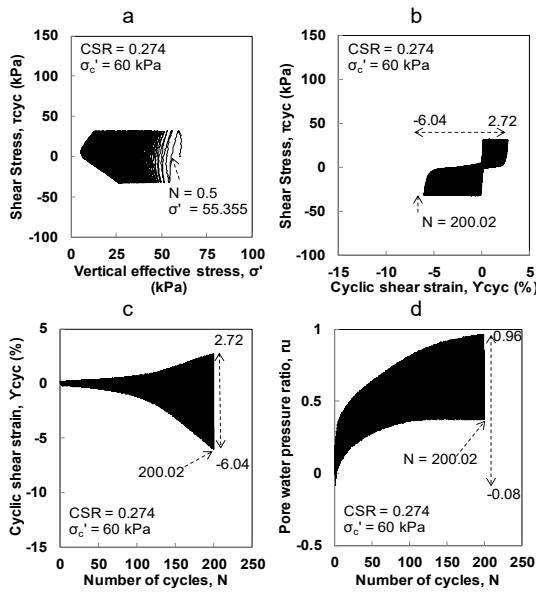 a
150
100
50
0
-50
-100
Shear Stress, τcyc (kPa)
CSR = 0.274
σc' = 60 kPa
N = 0.5
σ' = 55.355
0 25 50 75 100
Vertical effective stress, σ'
(kPa)
b
150
100
50
0
-50
-100
Shear Stress, τcyc (kPa)
CSR = 0.274
σc' = 60 kPa
-6.04 2.72
N = 200.02
-15 -10 -5 0 5
Cyclic shear strain, ϒcyc (%)
c
5
0
-5
-10
-15
Cyclic shear strain, ϒcyc (%)
2.72
200.02
-6.04
CSR = 0.274
σc' = 60 kPa
0 50 100 150 200 250
Number of cycles, N
d
1
0.5
0
-0.5
Pore water pressure ratio, ru
0.96
N = 200.02
-0.08
CSR = 0.274
σc' = 60 kPa
0 50 100 150 200 250
Number of cycles, N